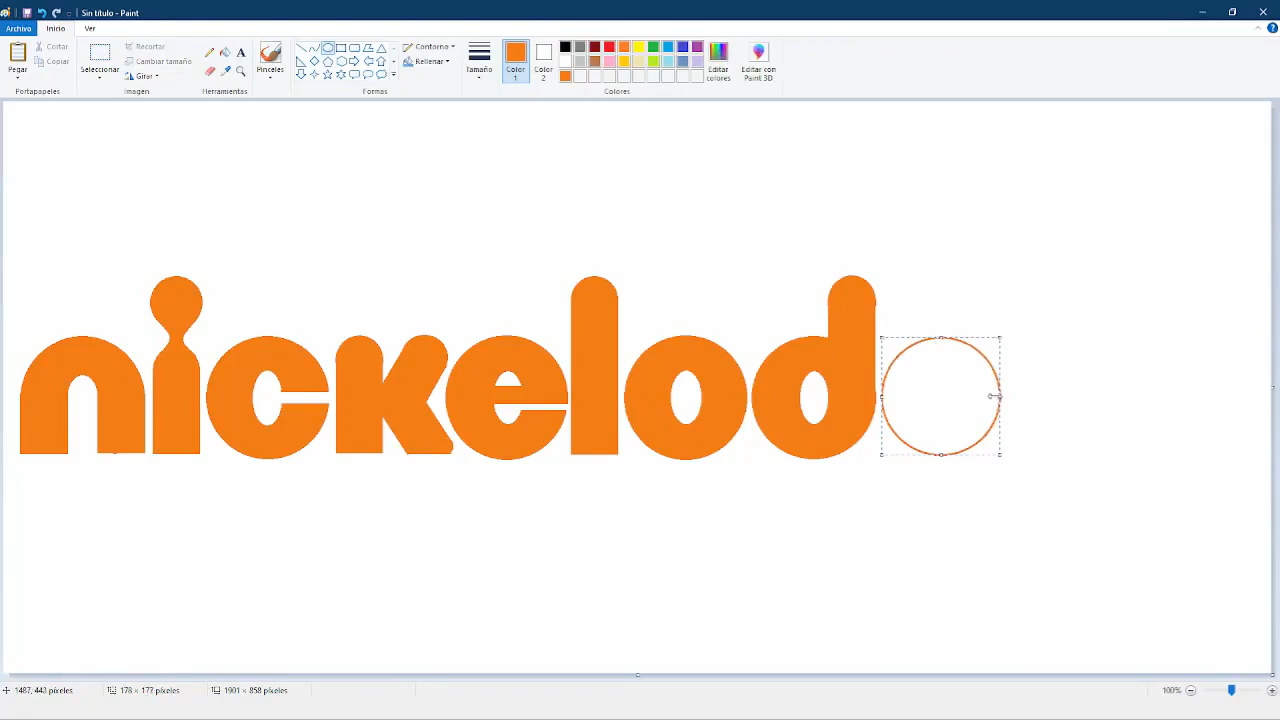 Sin título - Paint
Archivo Inicio Ver
Pegar Cortar Copiar Portapapeles
Seleccionar Recortar Cambiar tamaño Girar Imagen
A Herramientas
Pinceles
Contorno Rellenar Formas
Tamaño
Color 1 Color 2 Editar colores Editar con Paint 3D Colores
nickelod
1487, 443 píxeles 178 × 177 píxeles 1901 × 858 píxeles 100%